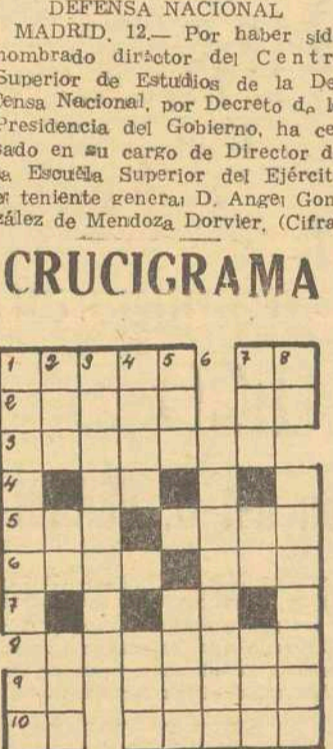 DEFENSA NACIONAL
MADRID, 12.— Por haber sid
nombrado director del Centr
Superior de Estudios de la De
ensa Nacional, por Decreto de l
Presidencia del Gobierno, ha ce
sado en su cargo de Director d
a Escuela Superior del Ejércit
el teniente general D. Angel Gon
zález de Mendoza Dorvier. (Cifra
CRUCIGRAMA
1 2 3 4 5 6 7 8
2
3
4
5
6
7
8
9
10